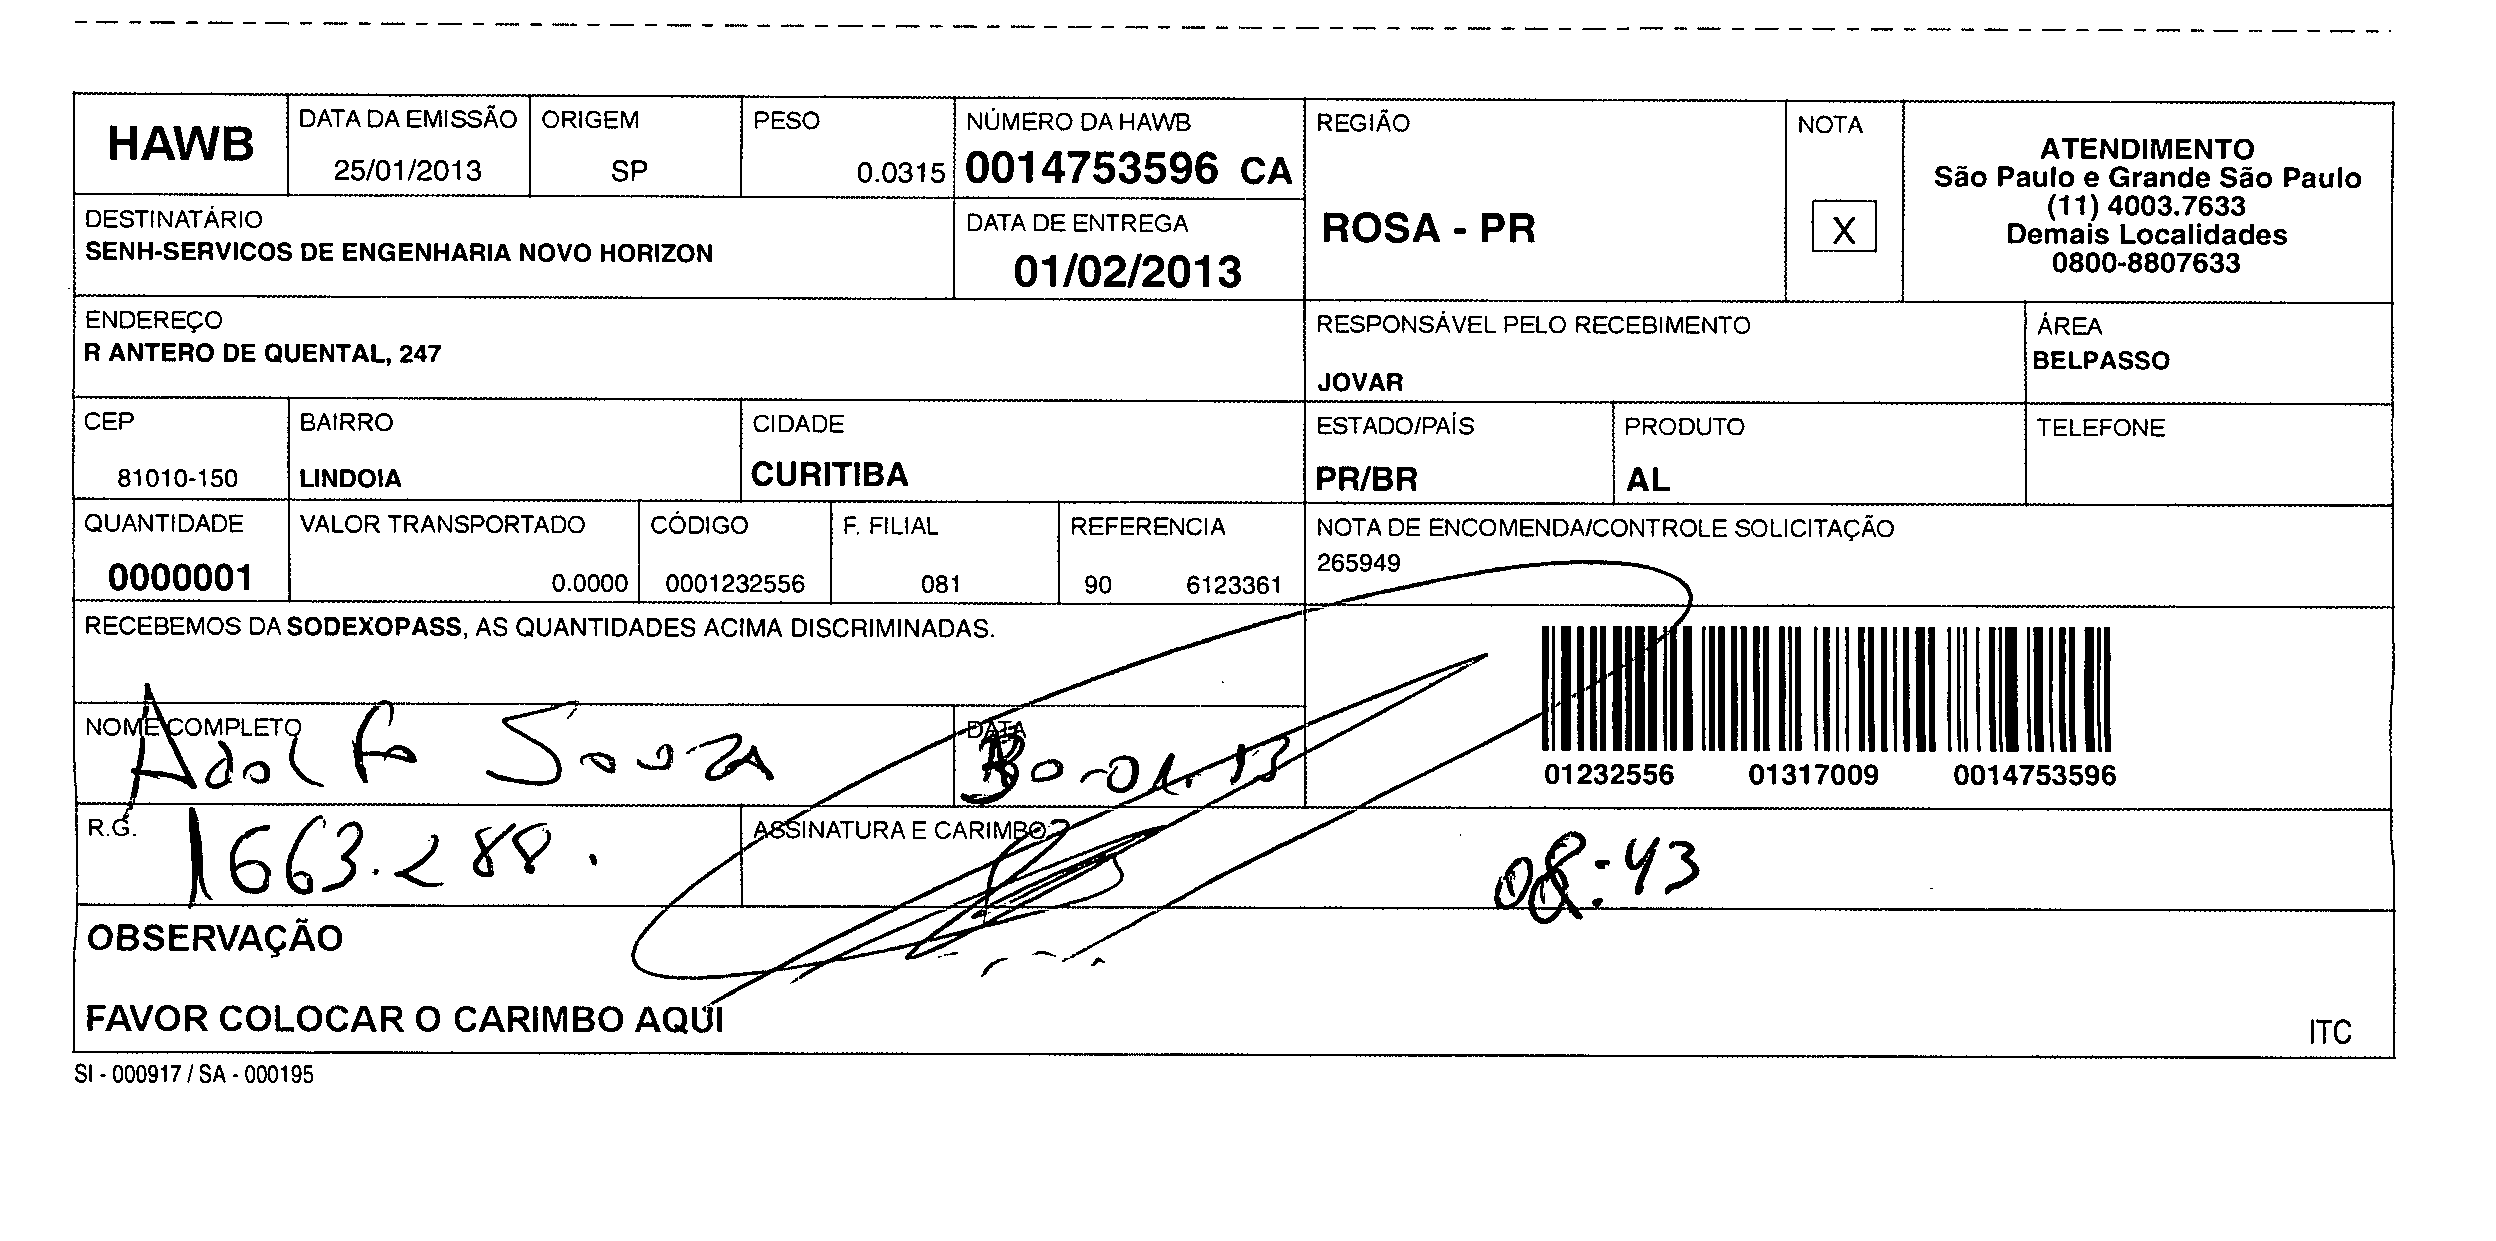 HAWB
DATA DA EMISSÃO
25/01/2013
ORIGEM
SP
PESO
0.0315
NÚMERO DA HAWB
0014753596 CA
REGIÃO
ROSA - PR
NOTA
X
ATENDIMENTO
São Paulo e Grande São Paulo
(11) 4003.7633
Demais Localidades
0800-8807633
DESTINATÁRIO
SENH-SERVICOS DE ENGENHARIA NOVO HORIZON
DATA DE ENTREGA
01/02/2013
ENDEREÇO
R ANTERO DE QUENTAL, 247
RESPONSÁVEL PELO RECEBIMENTO
JOVAR
ÁREA
BELPASSO
CEP
81010-150
BAIRRO
LINDOIA
CIDADE
CURITIBA
ESTADO/PAÍS
PR/BR
PRODUTO
AL
TELEFONE
QUANTIDADE
0000001
VALOR TRANSPORTADO
0.0000
CÓDIGO
0001232556
F. FILIAL
081
REFERENCIA
90 6123361
NOTA DE ENCOMENDA/CONTROLE SOLICITAÇÃO
265949
RECEBEMOS DA SODEXOPASS, AS QUANTIDADES ACIMA DISCRIMINADAS.
NOME COMPLETO
Adolfo Souza
DATA
30-01-13
01232556 01317009 0014753596
R.G.
1663.288.
ASSINATURA E CARIMBO
08:43
OBSERVAÇÃO
FAVOR COLOCAR O CARIMBO AQUI
ITC
SI - 000917 / SA - 000195